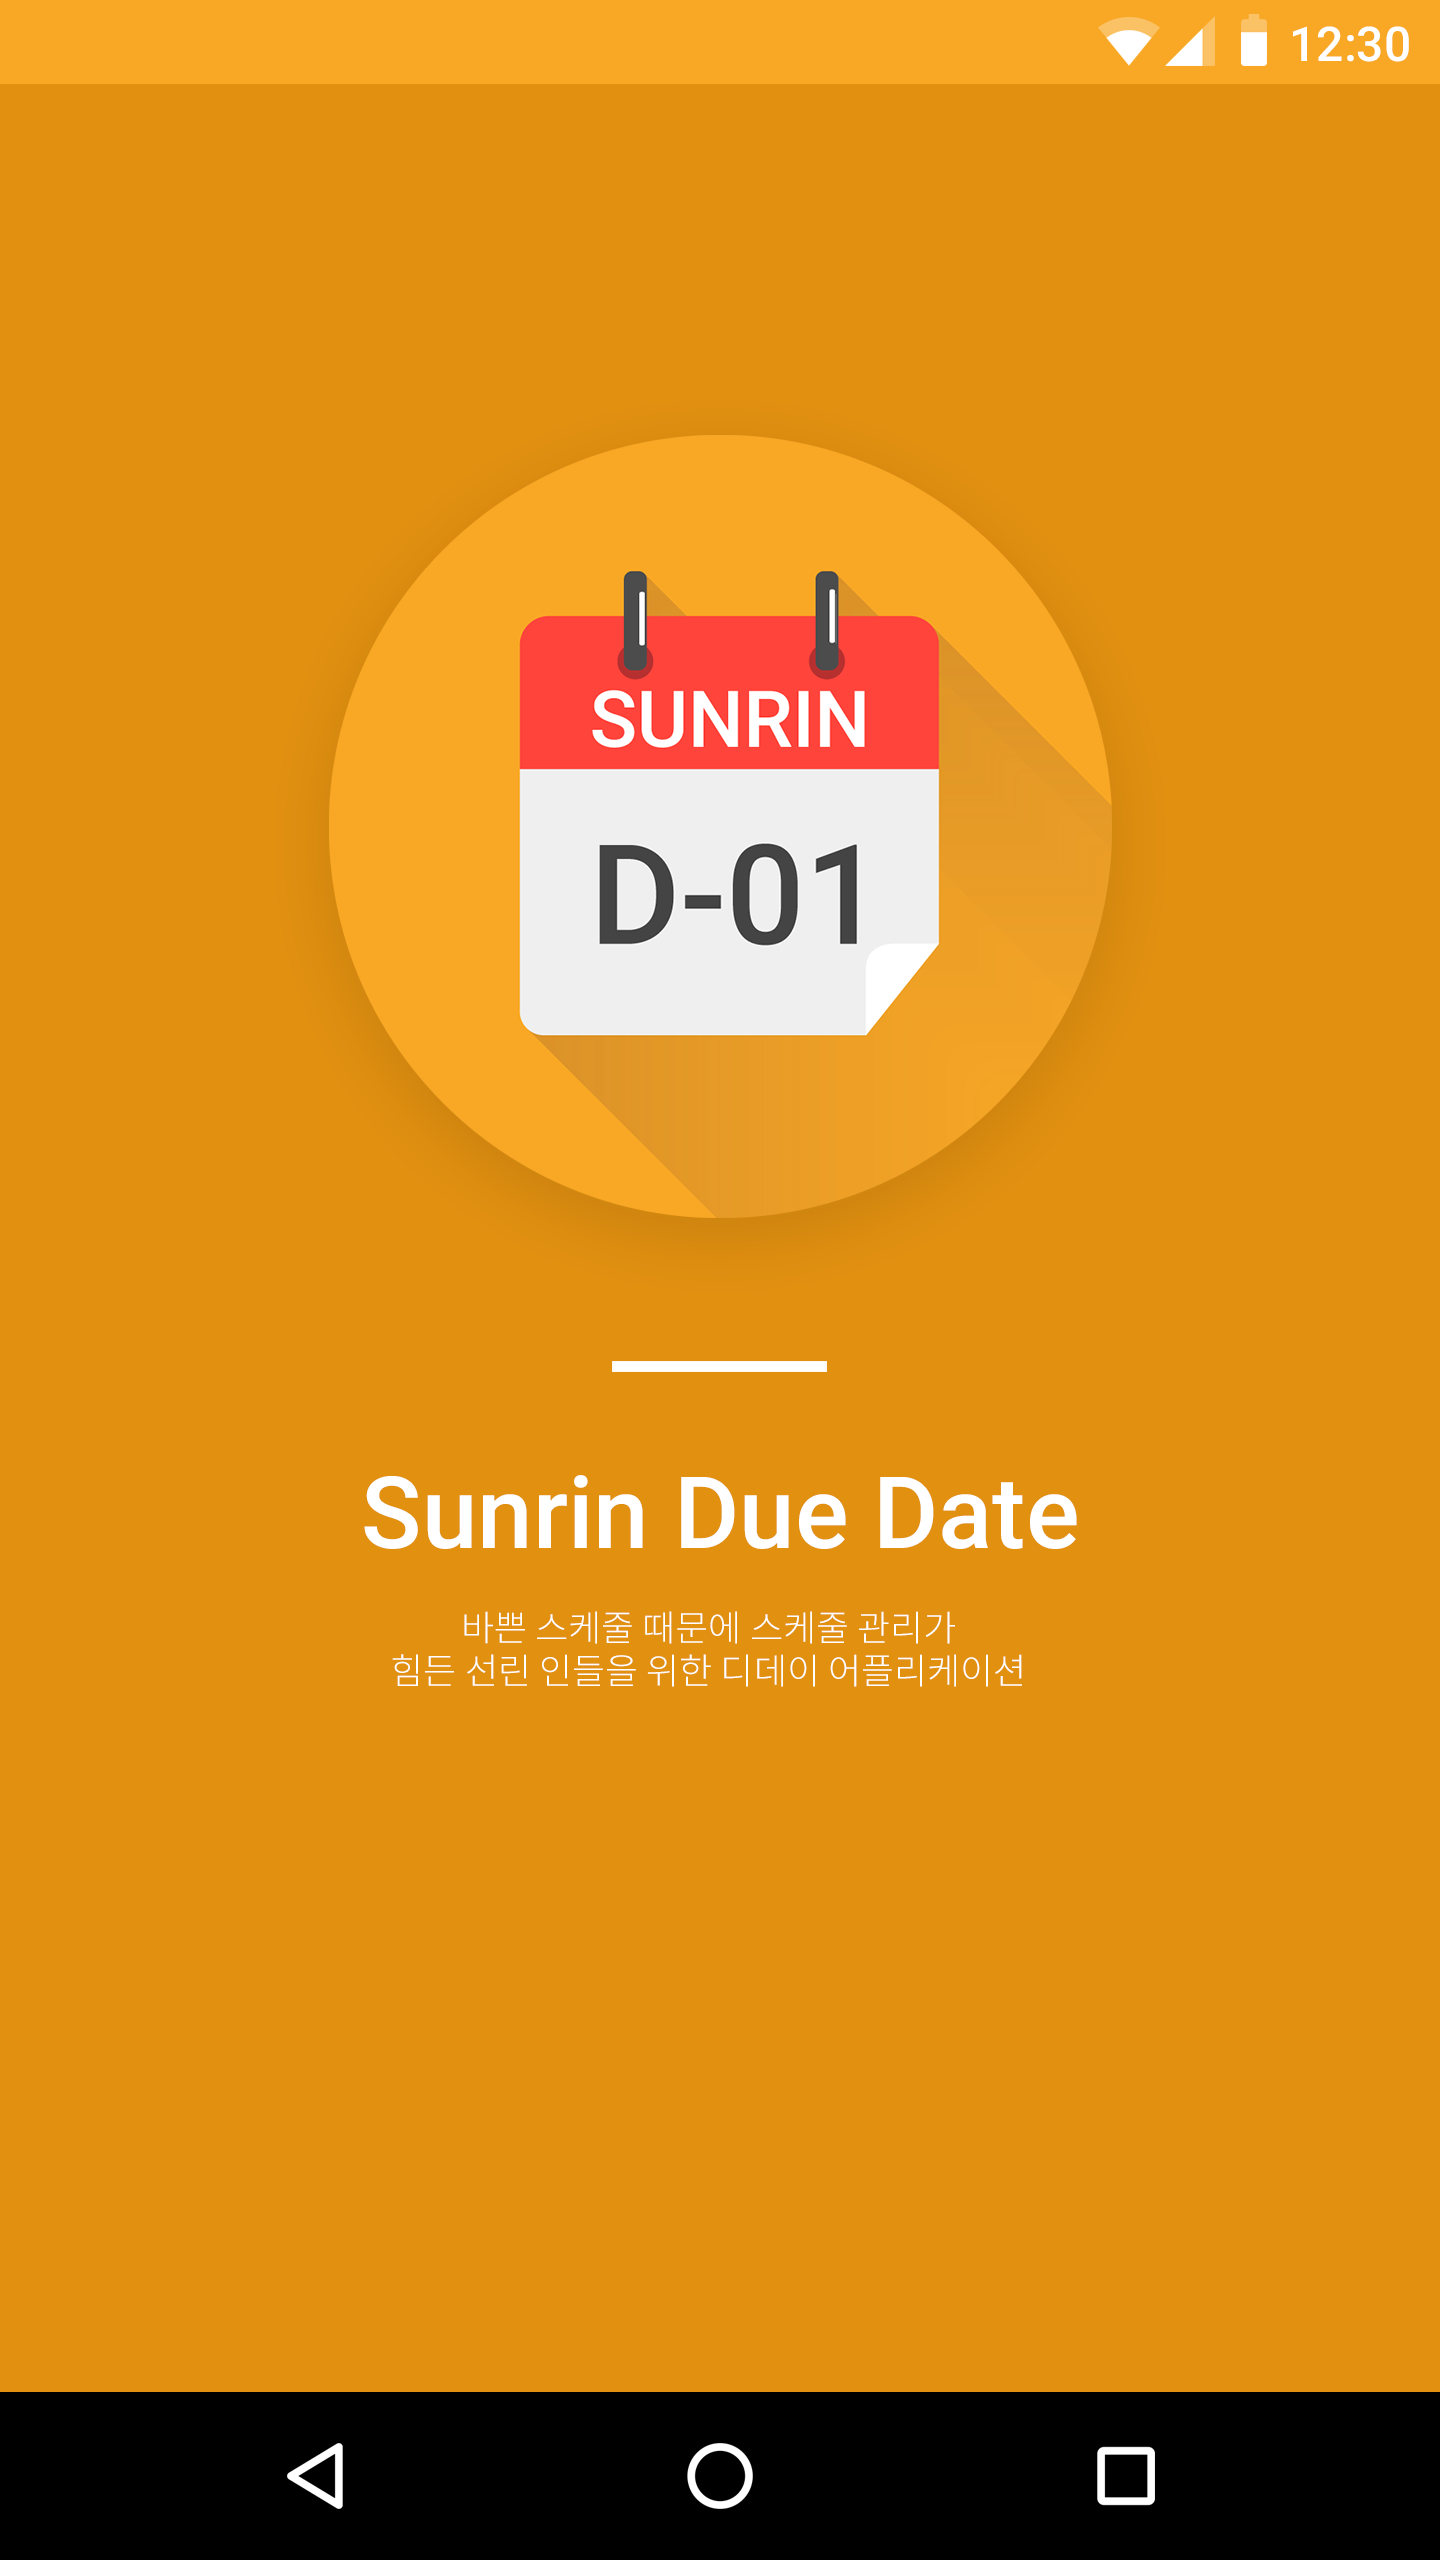 12:30
SUNRIN
D-01
Sunrin Due Date
바쁜 스케줄 때문에 스케줄 관리가
힘든 선린 인들을 위한 디데이 어플리케이션